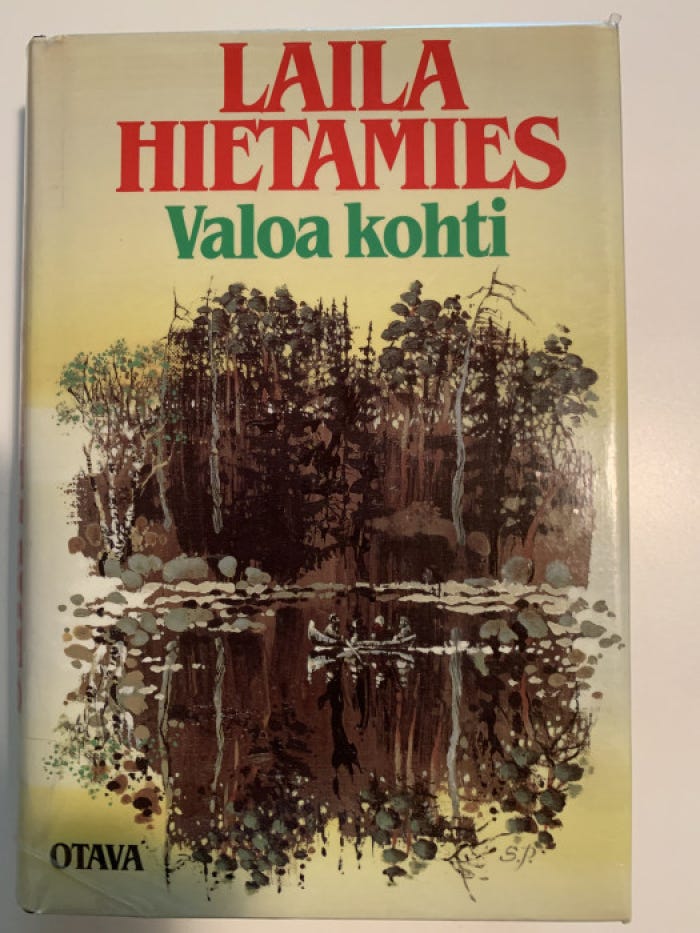 LAILA
HIETAMIES
Valoa kohti
OTAVA
S.P.